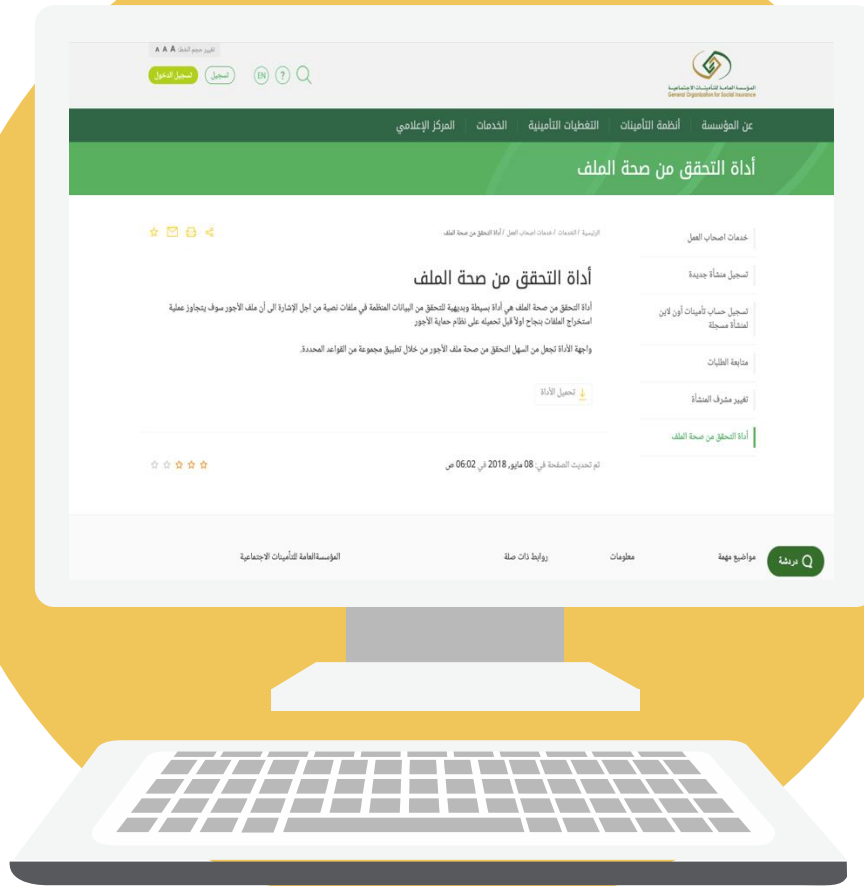 تغيير حجم الخط: A A A
تسجيل الدخول
تسجيل
EN
?
المؤسسة العامة للتأمينات الاجتماعية
General Organization for Social Insurance
عن المؤسسة
أنظمة التأمينات
التغطيات التأمينية
الخدمات
المركز الإعلامي
أداة التحقق من صحة الملف
خدمات اصحاب العمل
تسجيل منشأة جديدة
تسجيل حساب تأمينات أون لاين
لمنشأة مسجلة
متابعة الطلبات
تغيير مشرف المنشأة
أداة التحقق من صحة الملف
الرئيسية / الخدمات / خدمات اصحاب العمل / أداة التحقق من صحة الملف
أداة التحقق من صحة الملف
أداة التحقق من صحة الملف هي أداة بسيطة وبديهية للتحقق من البيانات المنظمة في ملفات نصية من اجل الإشارة الى أن ملف الأجور سوف يتجاوز عملية
استخراج الملفات بنجاح اولاً قبل تحميله على نظام حماية الأجور
واجهة الأداة تجعل من السهل التحقق من صحة ملف الأجور من خلال تطبيق مجموعة من القواعد المحددة.
تحميل الأداة
تم تحديث الصفحة في: 08 مايو, 2018 في 06:02 ص
مواضيع مهمة
معلومات
روابط ذات صلة
المؤسسةالعامة للتأمينات الاجتماعية
دردشة